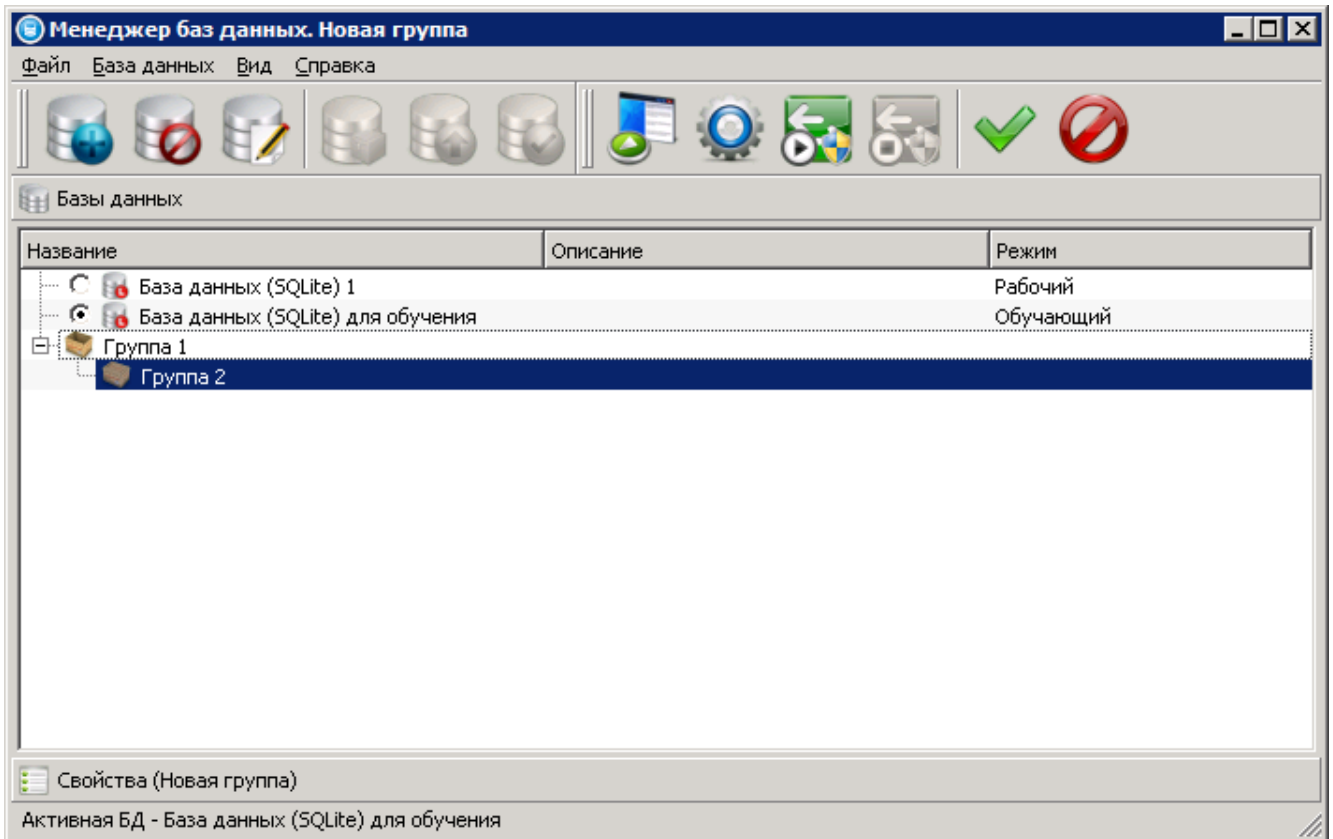 Менеджер баз данных. Новая группа
Файл База данных Вид Справка
Базы данных
Название Описание Режим
База данных (SQLite) 1 Рабочий
База данных (SQLite) для обучения Обучающий
Группа 1
Группа 2
Свойства (Новая группа)
Активная БД - База данных (SQLite) для обучения